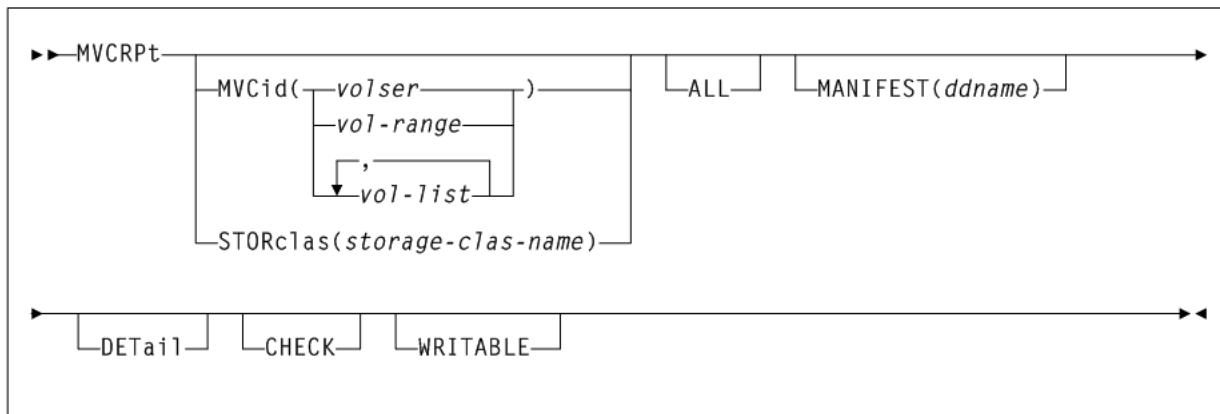 MVCRPt
MVCid(
volser
)
vol-range
,
vol-list
STORclas(storage-clas-name)
ALL
MANIFEST(ddname)
DETail
CHECK
WRITABLE